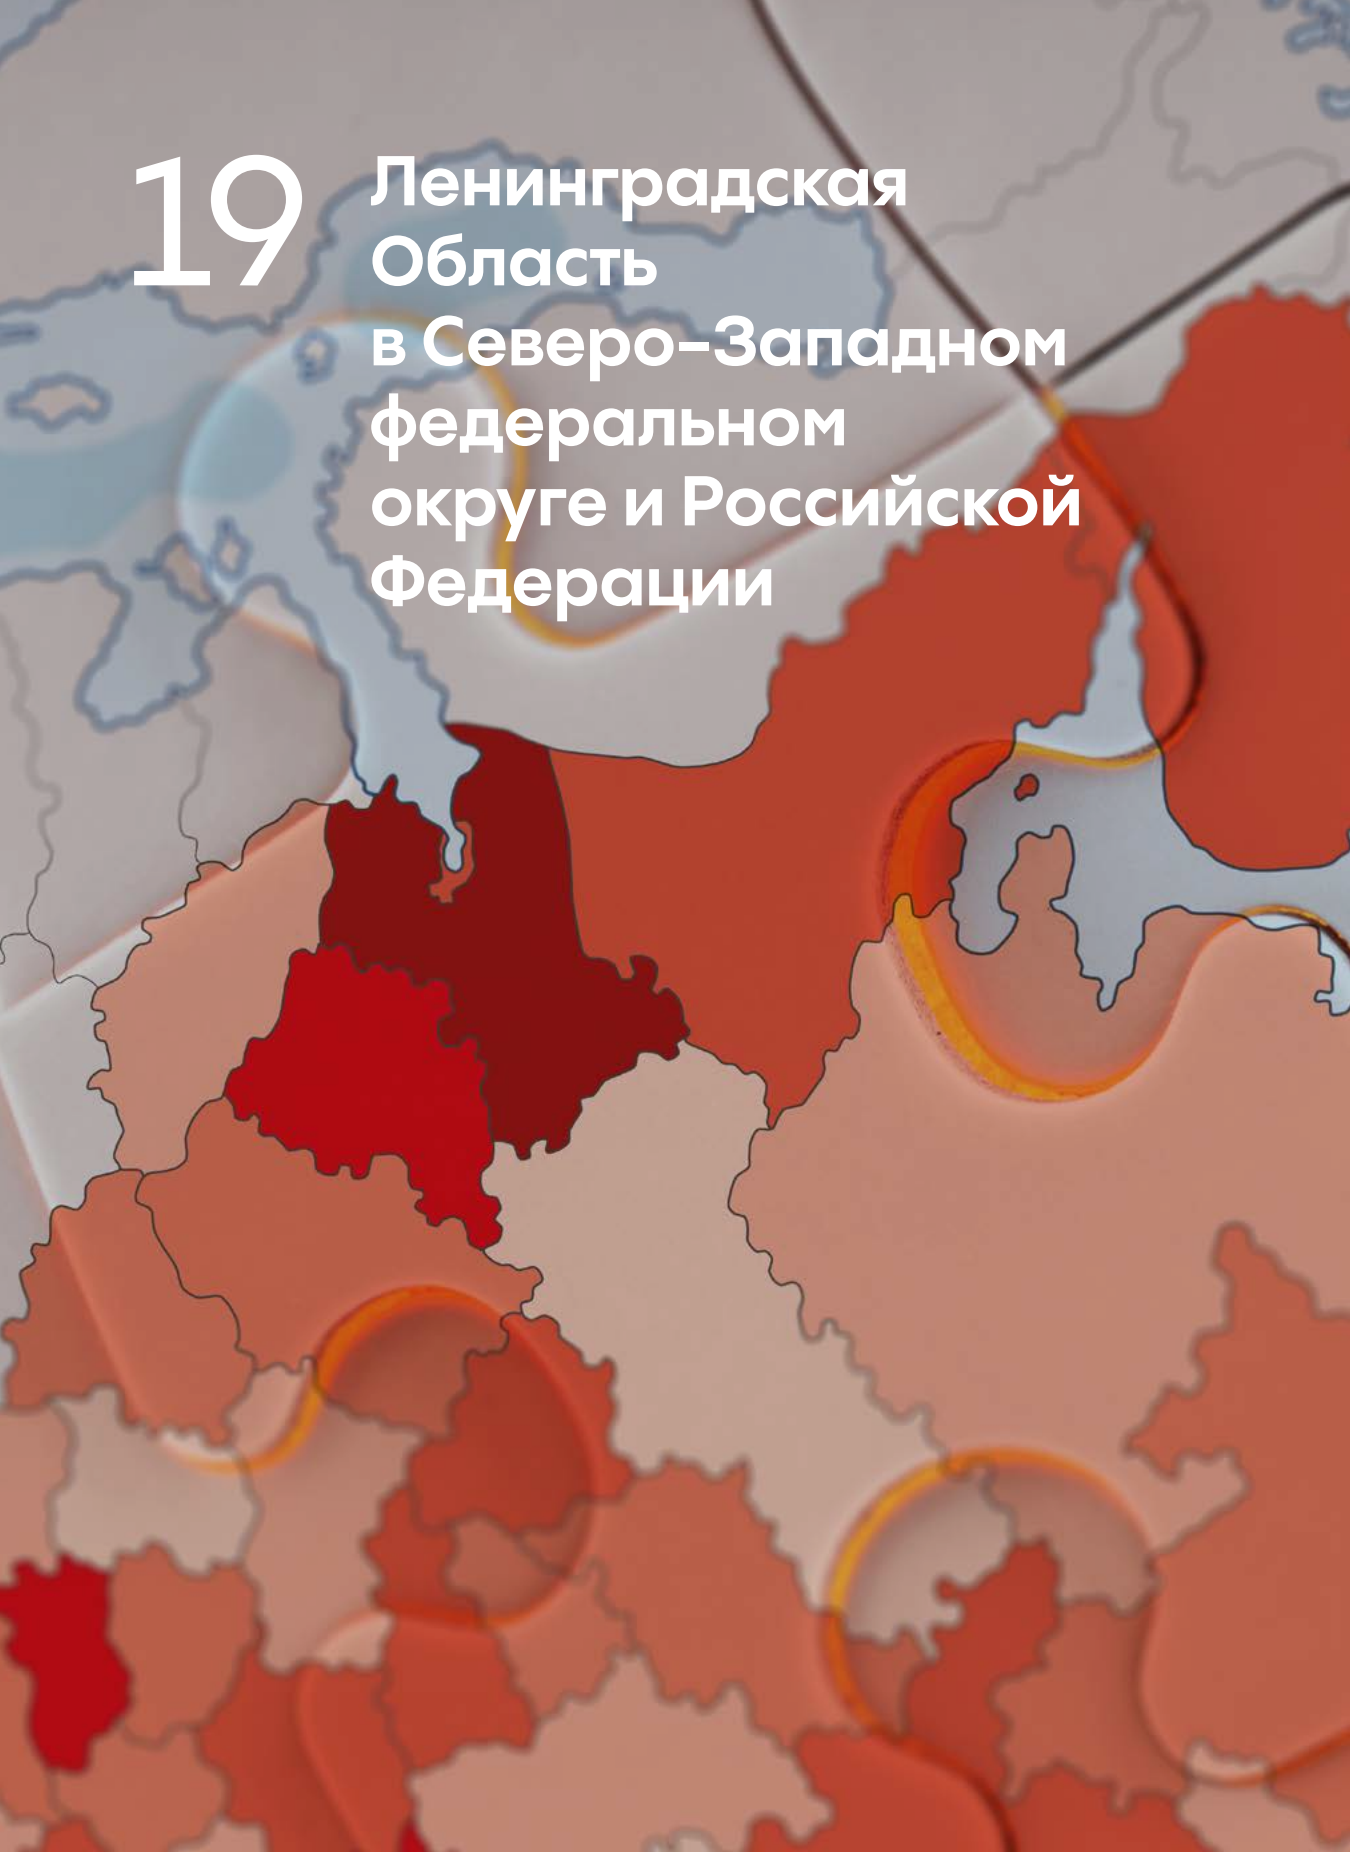 19
Ленинградская
Область
в Северо-Западном
федеральном
округе и Российской
Федерации